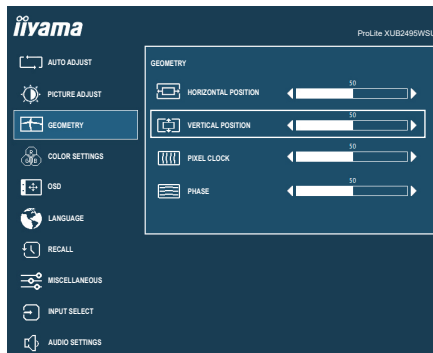 iiyama
ProLite XUB2495WSU
AUTO ADJUST
PICTURE ADJUST
GEOMETRY
COLOR SETTINGS
R
G B
OSD
LANGUAGE
RECALL
MISCELLANEOUS
INPUT SELECT
AUDIO SETTINGS
GEOMETRY
HORIZONTAL POSITION
50
VERTICAL POSITION
50
PIXEL CLOCK
50
PHASE
50